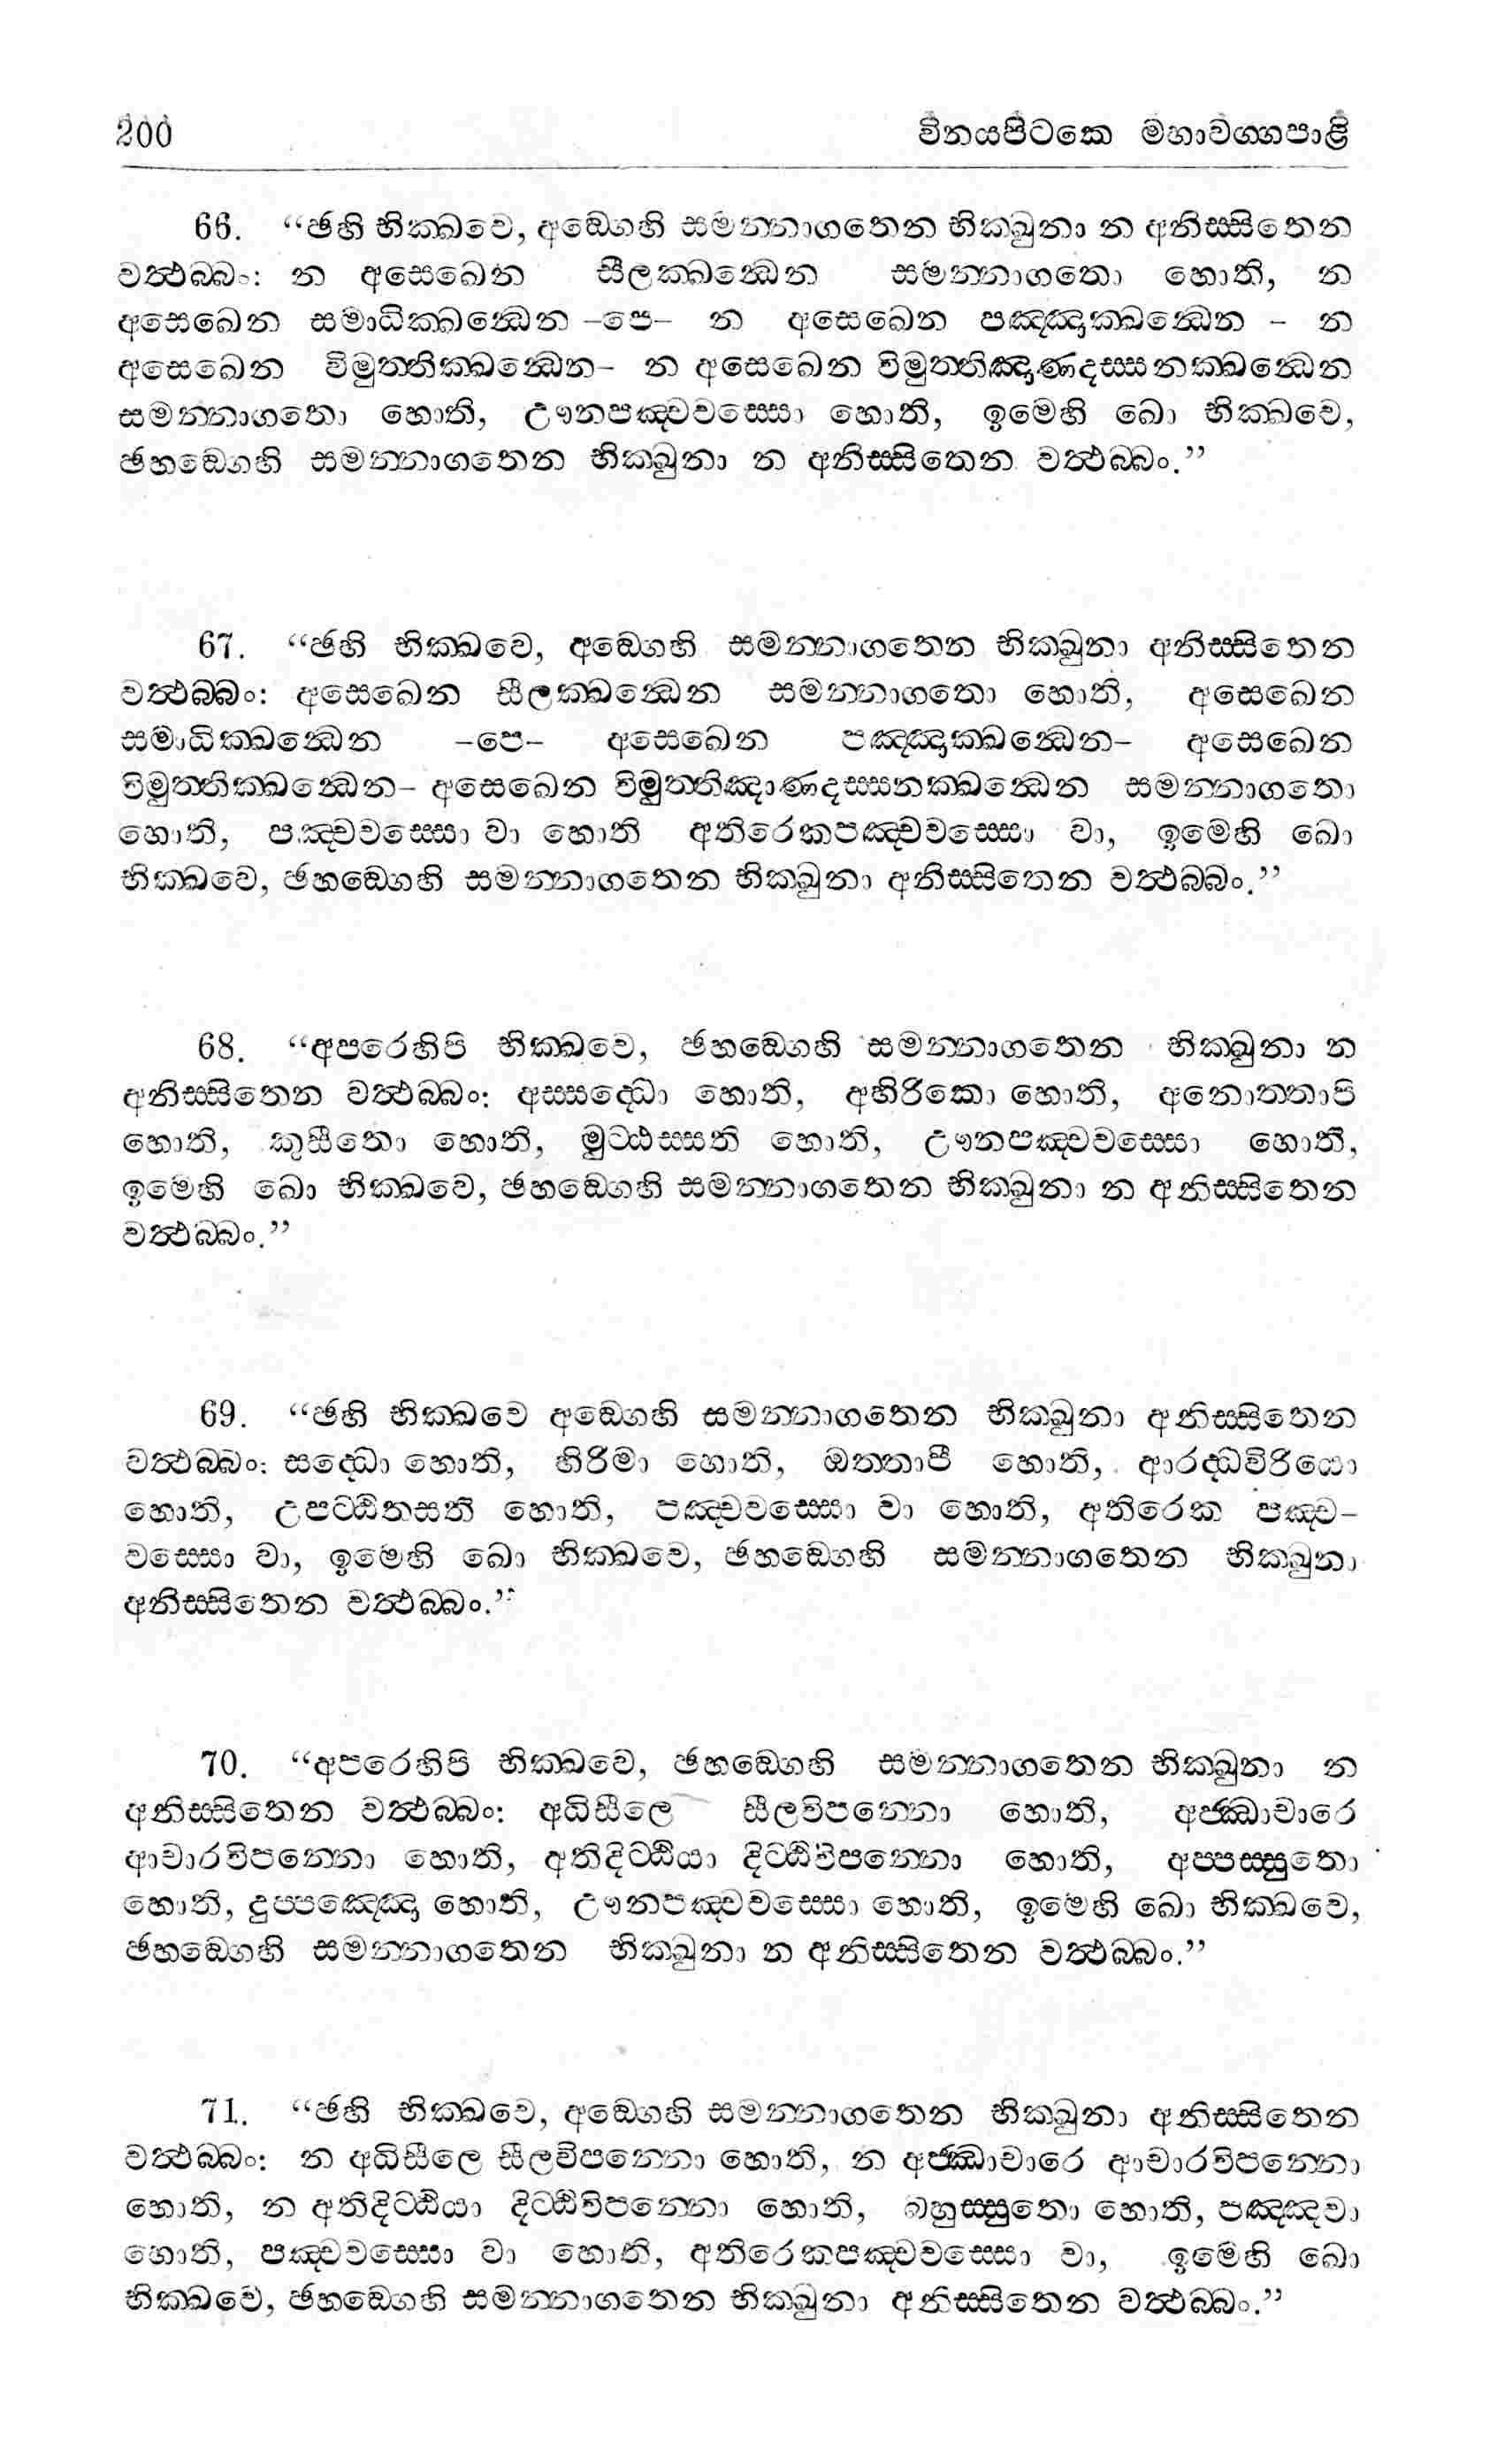 200 විනයපිටකෙ මහාවග්ගපාළි
66. “ඡහි භික්ඛවෙ, අඞ්ගෙහි සමන්නාගතෙන භික්ඛුනා න අනිස්සිතෙන
වත්ථබ්බං: න අසෙඛෙන සීලක්ඛන්ධෙන සමන්නාගතො හොති, න
අසෙඛෙන සමාධික්ඛන්ධෙන –පෙ– න අසෙඛෙන පඤ්ඤාක්ඛන්ධෙන – න
අසෙඛෙන විමුත්තික්ඛන්ධෙන– න අසෙඛෙන විමුත්තිඤාණදස්සනක්ඛන්ධෙන
සමන්නාගතො හොති, ඌනපඤ්චවස්සො හොති, ඉමෙහි ඛො භික්ඛවෙ,
ඡහඞ්ගෙහි සමන්නාගතෙන භික්ඛුනා න අනිස්සිතෙන වත්ථබ්බං.”
67. “ඡහි භික්ඛවෙ, අඞ්ගෙහි සමන්නාගතෙන භික්ඛුනා අනිස්සිතෙන
වත්ථබ්බං: අසෙඛෙන සීලක්ඛන්ධෙන සමන්නාගතො හොති, අසෙඛෙන
සමාධික්ඛන්ධෙන –පෙ– අසෙඛෙන පඤ්ඤාක්ඛන්ධෙන– අසෙඛෙන
විමුත්තික්ඛන්ධෙන– අසෙඛෙන විමුත්තිඤාණදස්සනක්ඛන්ධෙන සමන්නාගතො
හොති, පඤ්චවස්සො වා හොති අතිරෙකපඤ්චවස්සො වා, ඉමෙහි ඛො
භික්ඛවෙ, ඡහඞ්ගෙහි සමන්නාගතෙන භික්ඛුනා අනිස්සිතෙන වත්ථබ්බං.”
68. “අපරෙහිපි භික්ඛවෙ, ඡහඞ්ගෙහි සමන්නාගතෙන භික්ඛුනා න
අනිස්සිතෙන වත්ථබ්බං: අස්සද්ධො හොති, අහිරිකො හොති, අනොත්තාපි
හොති, කුසීතො හොති, මුට්ඨස්සති හොති, ඌනපඤ්චවස්සො හොති,
ඉමෙහි ඛො භික්ඛවෙ, ඡහඞ්ගෙහි සමන්නාගතෙන භික්ඛුනා න අනිස්සිතෙන
වත්ථබ්බං.”
69. “ඡහි භික්ඛවෙ අඞ්ගෙහි සමන්නාගතෙන භික්ඛුනා අනිස්සිතෙන
වත්ථබ්බං: සද්ධො හොති, හිරිමා හොති, ඔත්තාපී හොති, ආරද්ධවිරියො
හොති, උපට්ඨිතසති හොති, පඤ්චවස්සො වා හොති, අතිරෙක පඤ්ච–
වස්සො වා, ඉමෙහි ඛො භික්ඛවෙ, ඡහඞ්ගෙහි සමන්නාගතෙන භික්ඛුනා
අනිස්සිතෙන වත්ථබ්බං.”
70. “අපරෙහිපි භික්ඛවෙ, ඡහඞ්ගෙහි සමන්නාගතෙන භික්ඛුනා න
අනිස්සිතෙන වත්ථබ්බං: අධිසීලෙ සීලවිපන්නො හොති, අජ්ඣාචාරෙ
ආචාරවිපන්නො හොති, අතිදිට්ඨියා දිට්ඨිවිපන්නො හොති, අප්පස්සුතො
හොති, දුප්පඤ්ඤො හොති, ඌනපඤ්චවස්සො හොති, ඉමෙහි ඛො භික්ඛවෙ,
ඡහඞ්ගෙහි සමන්නාගතෙන භික්ඛුනා න අනිස්සිතෙන වත්ථබ්බං.”
71. “ඡහි භික්ඛවෙ, අඞ්ගෙහි සමන්නාගතෙන භික්ඛුනා අනිස්සිතෙන
වත්ථබ්බං: න අධිසීලෙ සීලවිපන්නො හොති, න අජ්ඣාචාරෙ ආචාරවිපන්නො
හොති, න අතිදිට්ඨියා දිට්ඨිවිපන්නො හොති, බහුස්සුතො හොති, පඤ්ඤවා
හොති, පඤ්චවස්සො වා හොති, අතිරෙකපඤ්චවස්සො වා, ඉමෙහි ඛො
භික්ඛවෙ, ඡහඞ්ගෙහි සමන්නාගතෙන භික්ඛුනා අනිස්සිතෙන වත්ථබ්බං.”